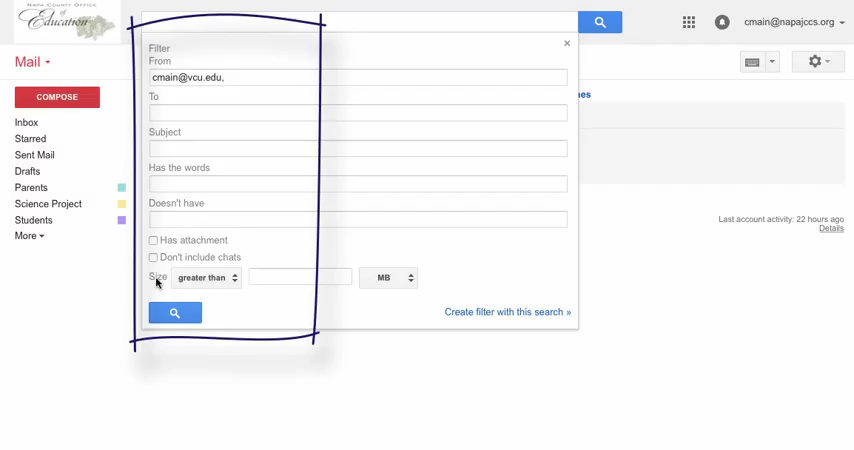 NAPA COUNTY OFFICE
of
Education
cmain@napajccs.org
Mail
COMPOSE
Inbox
Starred
Sent Mail
Drafts
Parents
Science Project
Students
More
Filter
From
cmain@vcu.edu,
To
Subject
Has the words
Doesn't have
Has attachment
Don't include chats
Size greater than MB
Create filter with this search »
Last account activity: 22 hours ago
Details